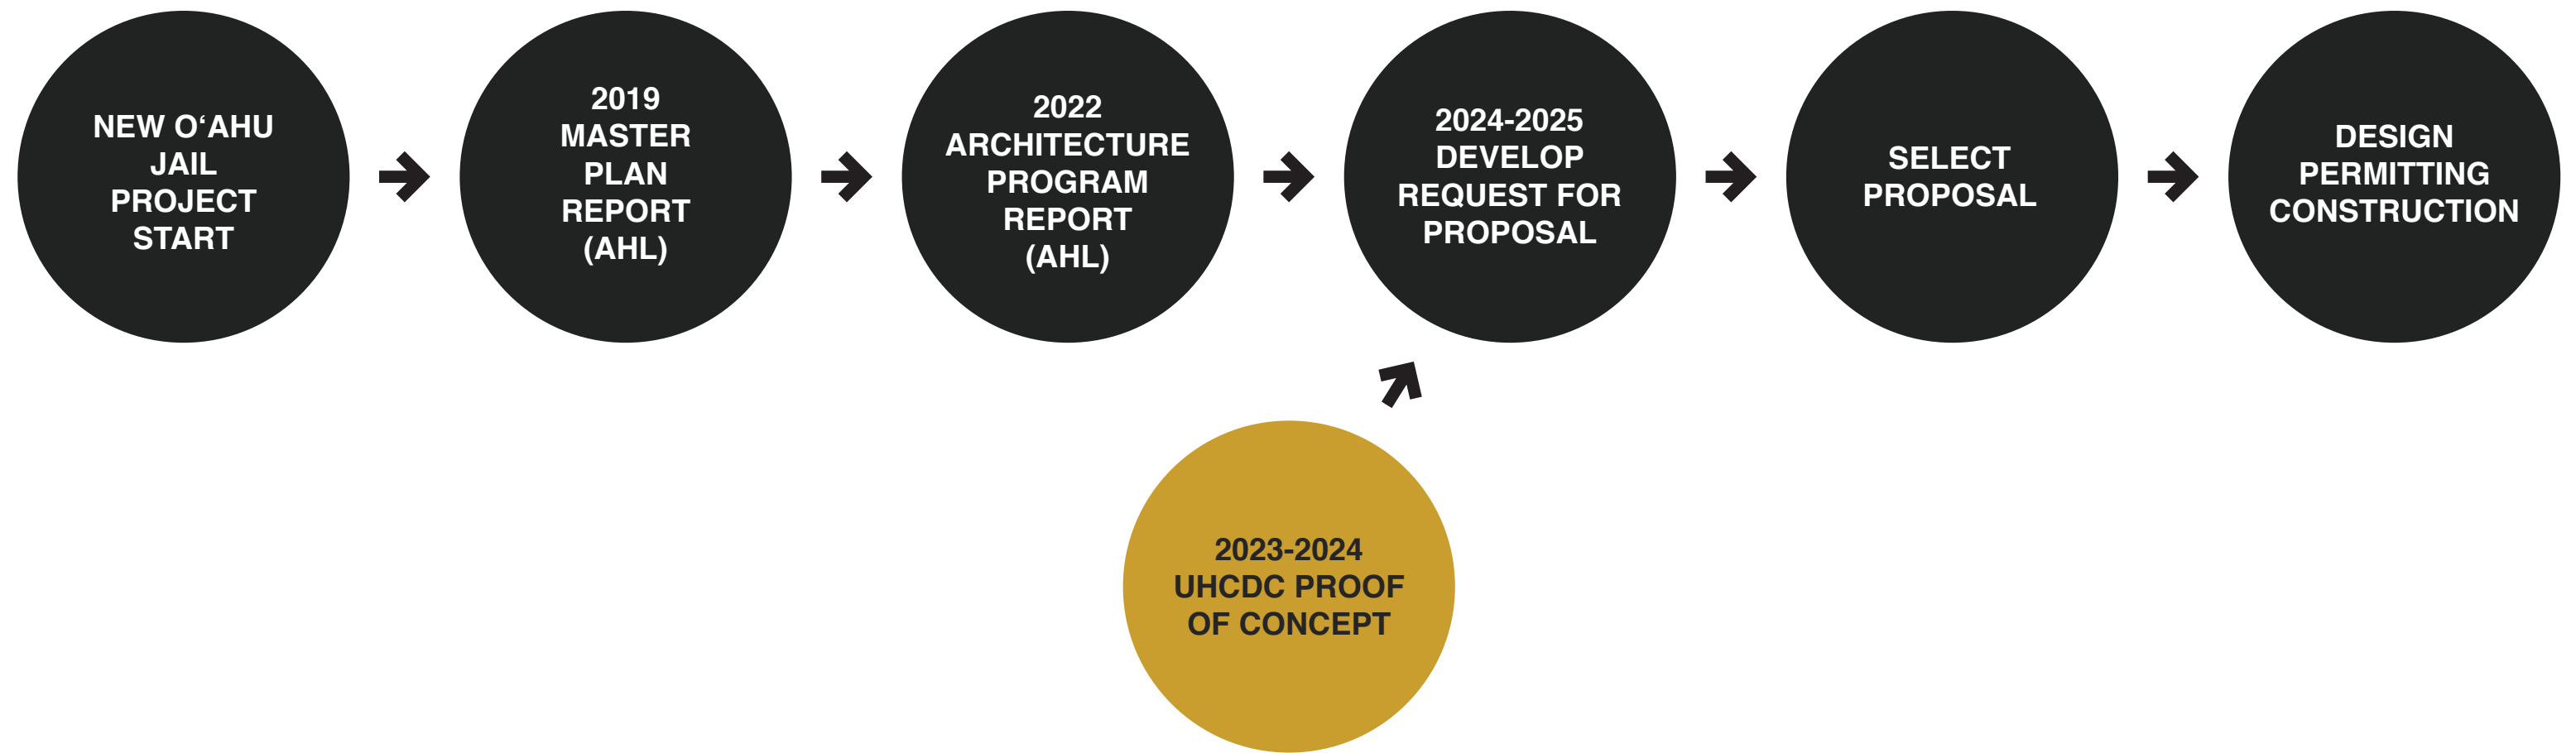 NEW O‘AHU
JAIL
PROJECT
START
2019
MASTER
PLAN
REPORT
(AHL)
2022
ARCHITECTURE
PROGRAM
REPORT
(AHL)
2024-2025
DEVELOP
REQUEST FOR
PROPOSAL
SELECT
PROPOSAL
DESIGN
PERMITTING
CONSTRUCTION
2023-2024
UHCDC PROOF
OF CONCEPT